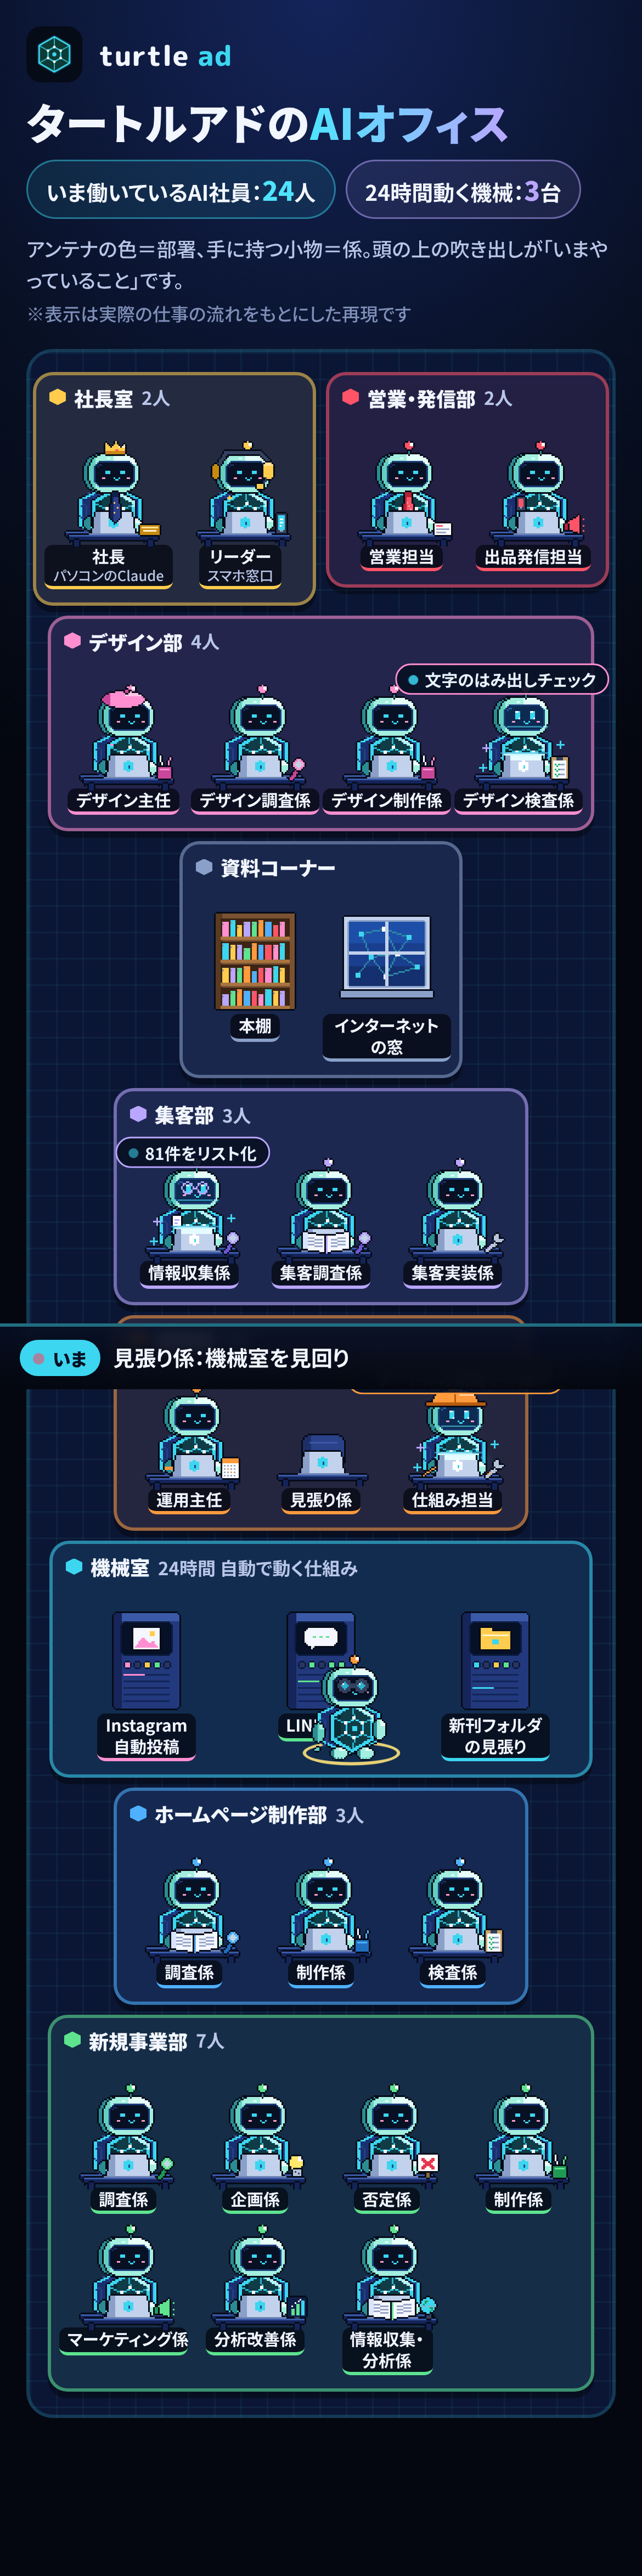 turtle ad
タートルアドのAIオフィス
いま働いているAI社員：24人
24時間動く機械：3台
アンテナの色＝部署、手に持つ小物＝係。頭の上の吹き出しが「いまや
っていること」です。
※表示は実際の仕事の流れをもとにした再現です
社長室 2人
社長
パソコンのClaude
リーダー
スマホ窓口
営業・発信部 2人
営業担当
出品発信担当
デザイン部 4人
文字のはみ出しチェック
デザイン主任
デザイン調査係
デザイン制作係
デザイン検査係
資料コーナー
本棚
インターネット
の窓
集客部 3人
81件をリスト化
情報収集係
集客調査係
集客実装係
いま 見張り係：機械室を見回り
運用主任
見張り係
仕組み担当
機械室 24時間 自動で動く仕組み
Instagram
自動投稿
LIN
新刊フォルダ
の見張り
ホームページ制作部 3人
調査係
制作係
検査係
新規事業部 7人
調査係
企画係
否定係
制作係
マーケティング係
分析改善係
情報収集・
分析係